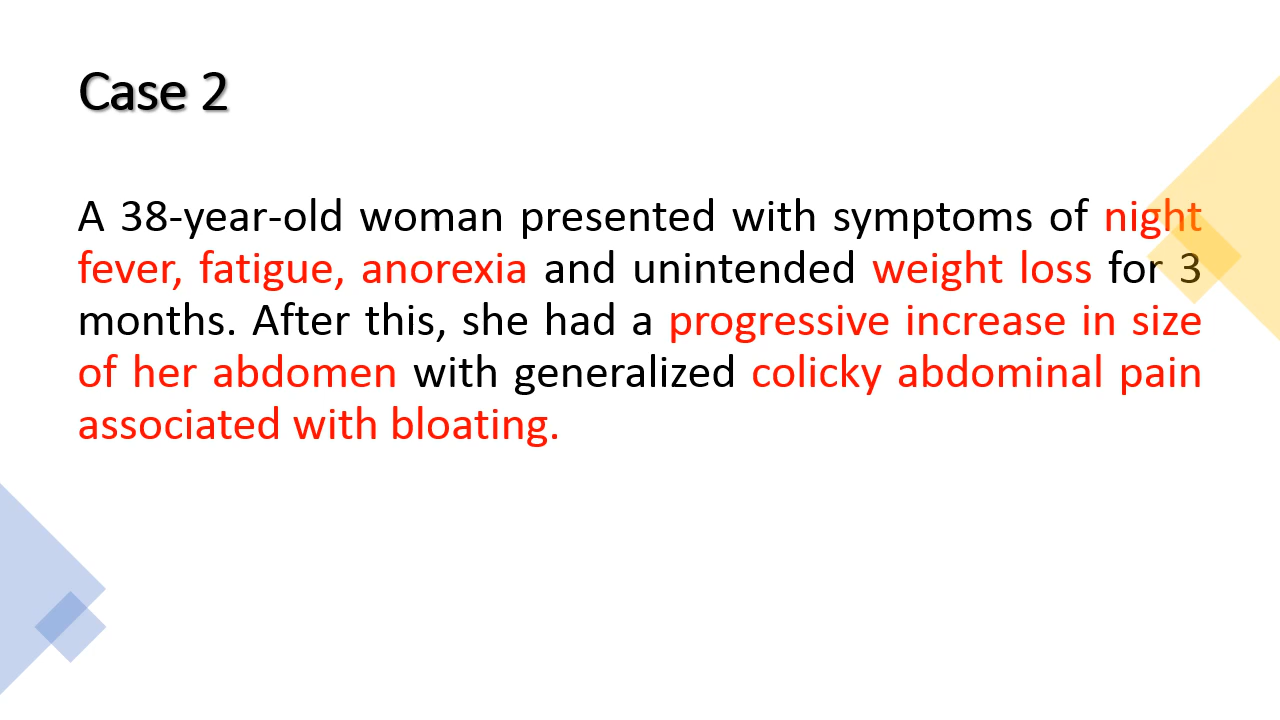 Case 2
A 38-year-old woman presented with symptoms of night
fever, fatigue, anorexia and unintended weight loss for 3
months. After this, she had a progressive increase in size
of her abdomen with generalized colicky abdominal pain
associated with bloating.